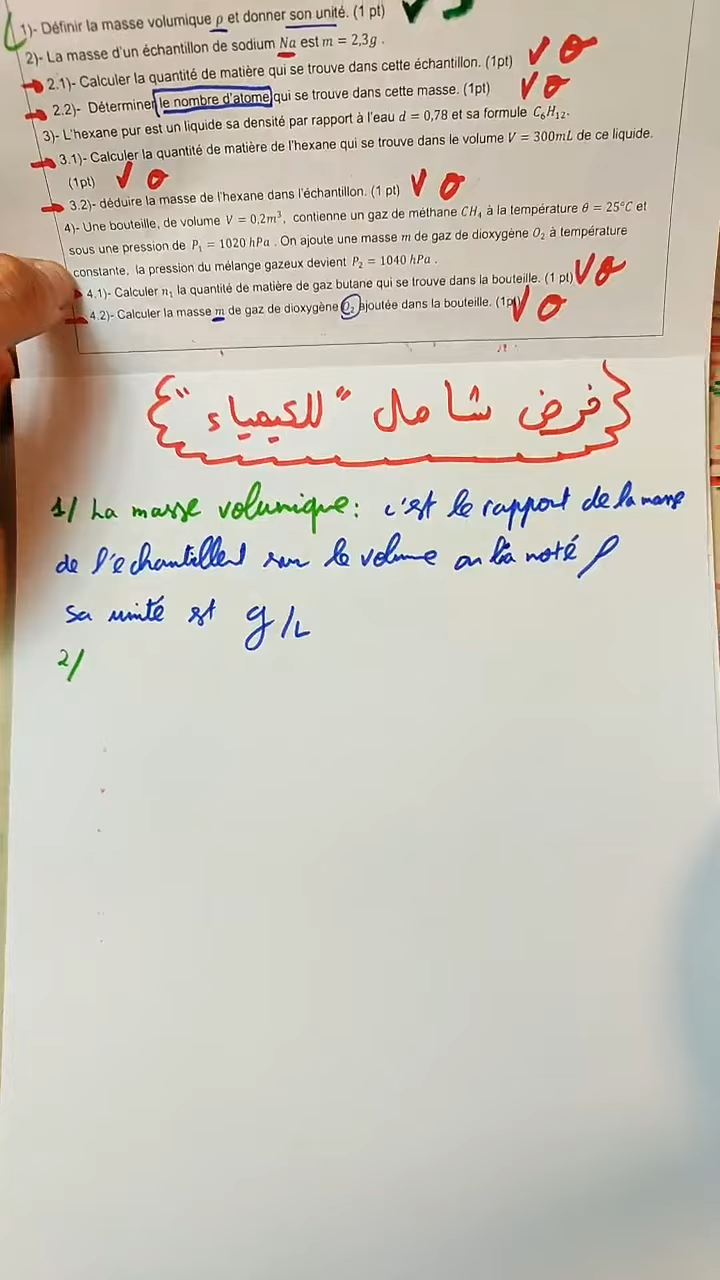 1)- Définir la masse volumique ρ et donner son unité. (1 pt)
2)- La masse d'un échantillon de sodium Na est m = 2,3g .
2.1)- Calculer la quantité de matière qui se trouve dans cette échantillon. (1pt)
2.2)- Déterminer le nombre d'atome qui se trouve dans cette masse. (1pt)
3)- L'hexane pur est un liquide sa densité par rapport à l'eau d = 0,78 et sa formule C₆H₁₂.
3.1)- Calculer la quantité de matière de l'hexane qui se trouve dans le volume V = 300mL de ce liquide.
(1pt)
3.2)- déduire la masse de l'hexane dans l'échantillon. (1 pt)
4)- Une bouteille, de volume V = 0,2m³, contienne un gaz de méthane CH₄ à la température θ = 25°C et
sous une pression de P₁ = 1020 hPa . On ajoute une masse m de gaz de dioxygène O₂ à température
constante, la pression du mélange gazeux devient P₂ = 1040 hPa .
4.1)- Calculer n₁ la quantité de matière de gaz butane qui se trouve dans la bouteille. (1 pt)
4.2)- Calculer la masse m de gaz de dioxygène O₂ ajoutée dans la bouteille. (1pt)
فرض شامل "للكيمياء"
1/ La masse volumique : c'est le rapport de la masse
de l'échantillent sur le volume on la noté ρ
sa unité est g/L
2/